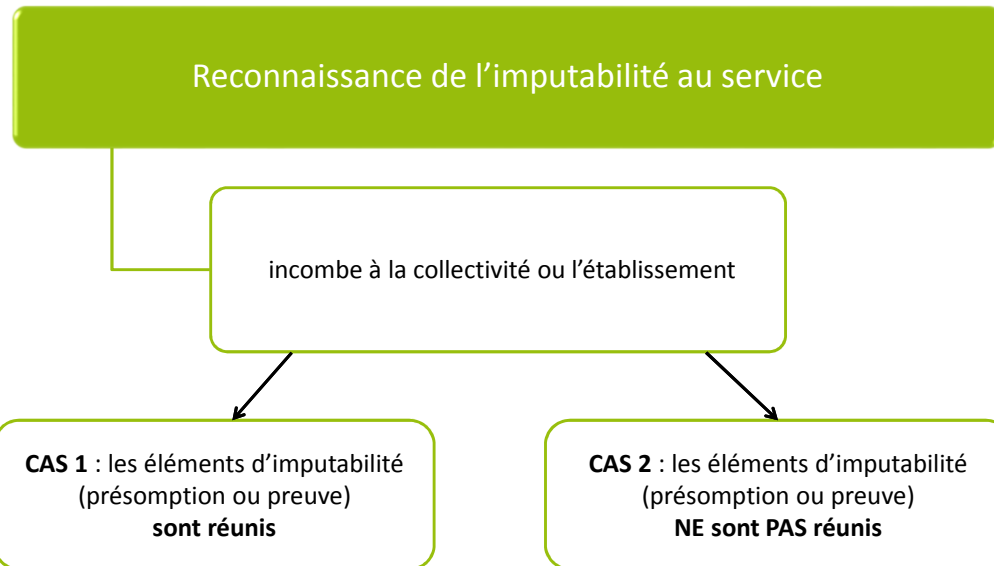 Reconnaissance de l’imputabilité au service
incombe à la collectivité ou l’établissement
CAS 1 : les éléments d’imputabilité
(présomption ou preuve)
sont réunis
CAS 2 : les éléments d’imputabilité
(présomption ou preuve)
NE sont PAS réunis